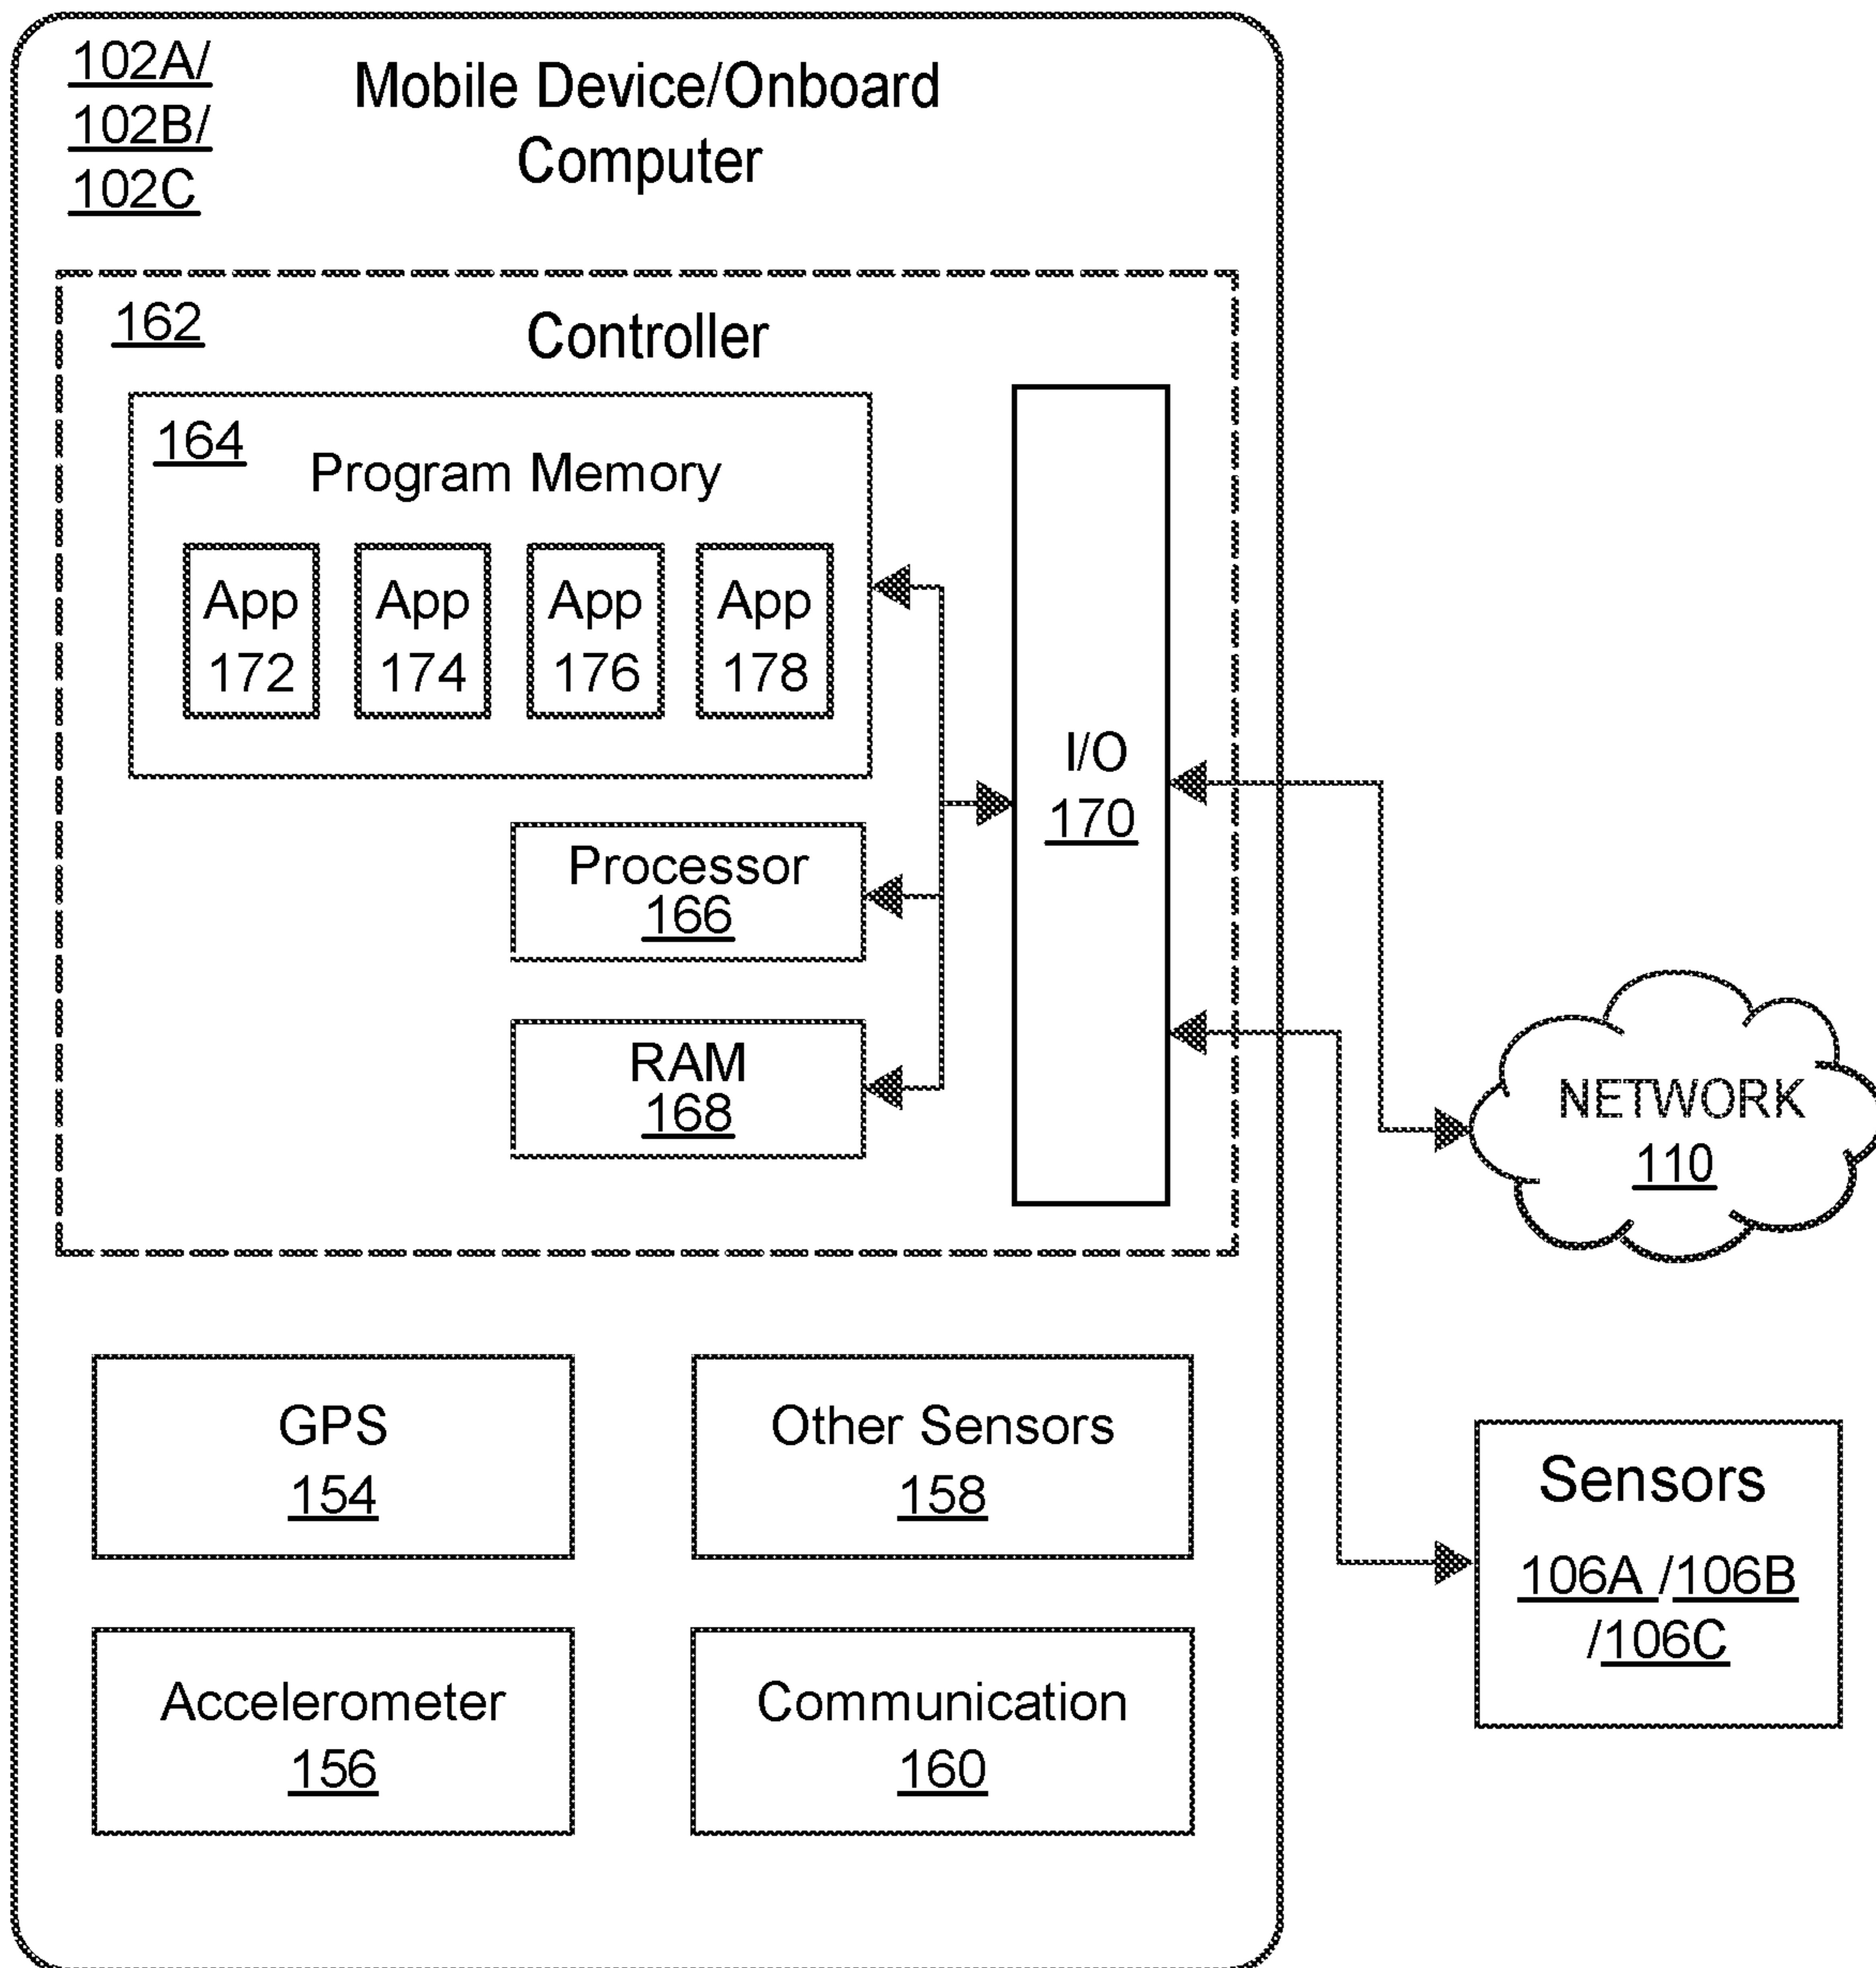 102A/
102B/
102C
Mobile Device/Onboard
Computer
162
Controller
164
Program Memory
App
172
App
174
App
176
App
178
I/O
170
Processor
166
RAM
168
NETWORK
110
GPS
154
Other Sensors
158
Sensors
106A /106B
/106C
Accelerometer
156
Communication
160